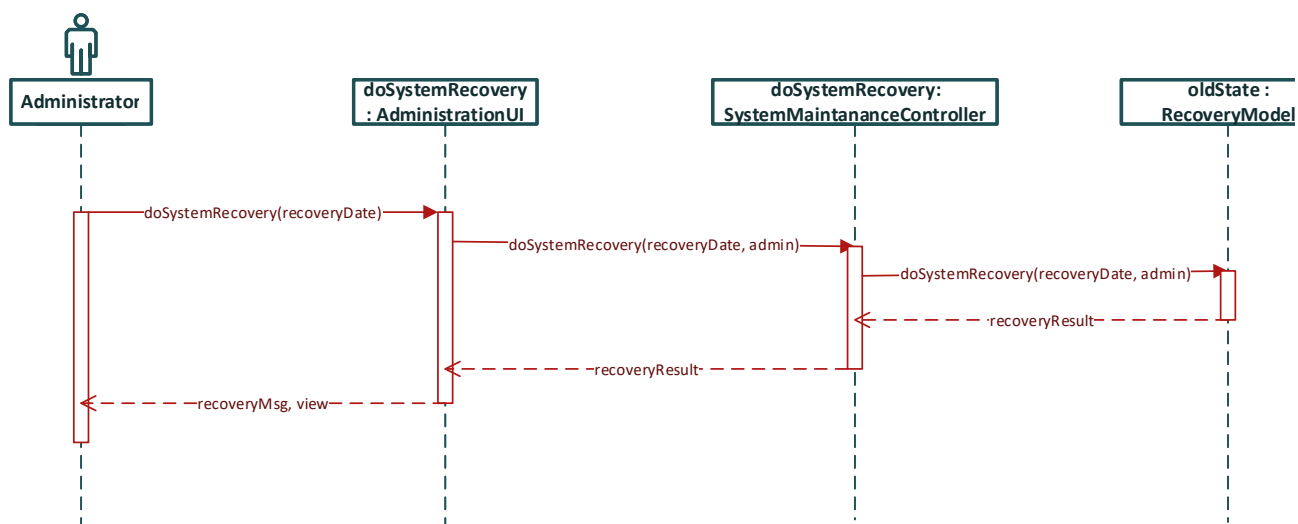 Administrator
doSystemRecovery
: AdministrationUI
doSystemRecovery:
SystemMaintananceController
oldState :
RecoveryModel
doSystemRecovery(recoveryDate)
doSystemRecovery(recoveryDate, admin)
doSystemRecovery(recoveryDate, admin)
recoveryResult
recoveryResult
recoveryMsg, view